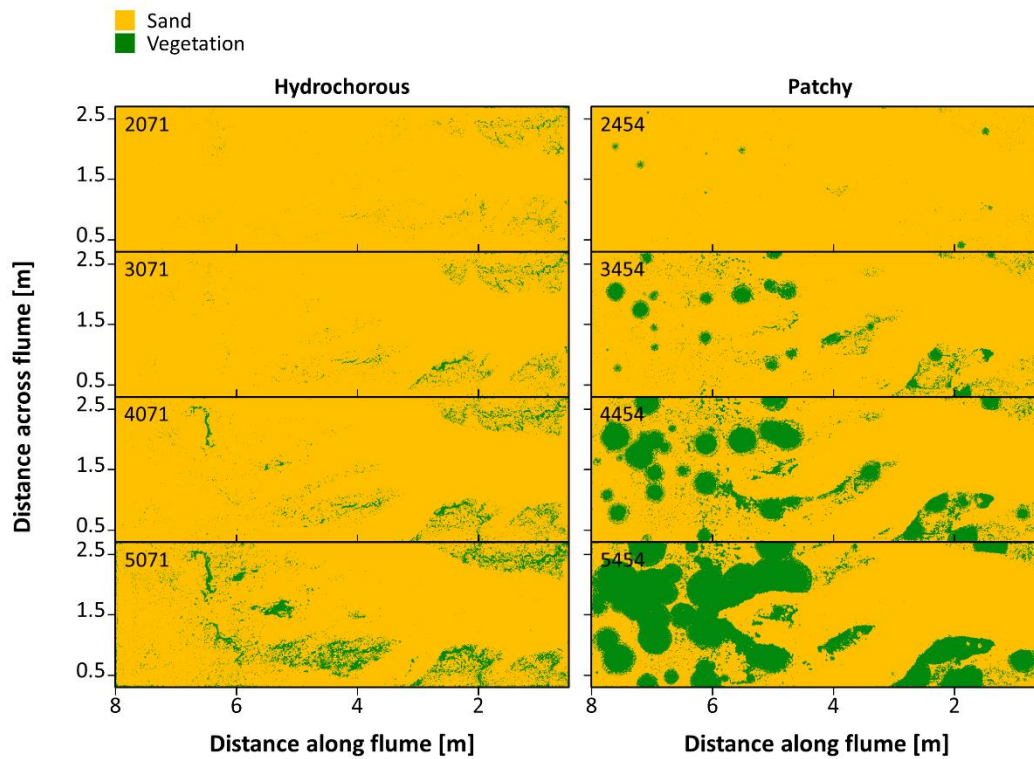 Sand
Vegetation
Hydrochorous
Patchy
2.5
2071
2454
1.5
0.5
2.5
3071
3454
1.5
0.5
2.5
4071
4454
1.5
0.5
2.5
5071
5454
1.5
0.5
8 6 4 2
8 6 4 2
Distance across flume [m]
Distance along flume [m]
Distance along flume [m]